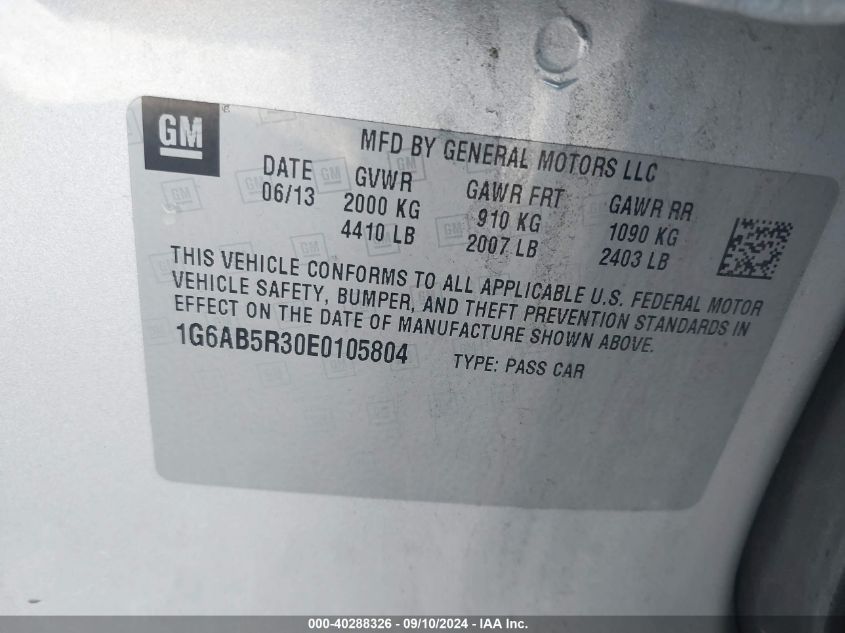 GM
MFD BY GENERAL MOTORS LLC
DATE GVWR GAWR FRT GAWR RR
06/13 2000 KG 910 KG 1090 KG
4410 LB 2007 LB 2403 LB
THIS VEHICLE CONFORMS TO ALL APPLICABLE U.S. FEDERAL MOTOR
VEHICLE SAFETY, BUMPER, AND THEFT PREVENTION STANDARDS IN
EFFECT ON THE DATE OF MANUFACTURE SHOWN ABOVE.
1G6AB5R30E0105804 TYPE: PASS CAR
000-40288326 - 09/10/2024 - IAA Inc.